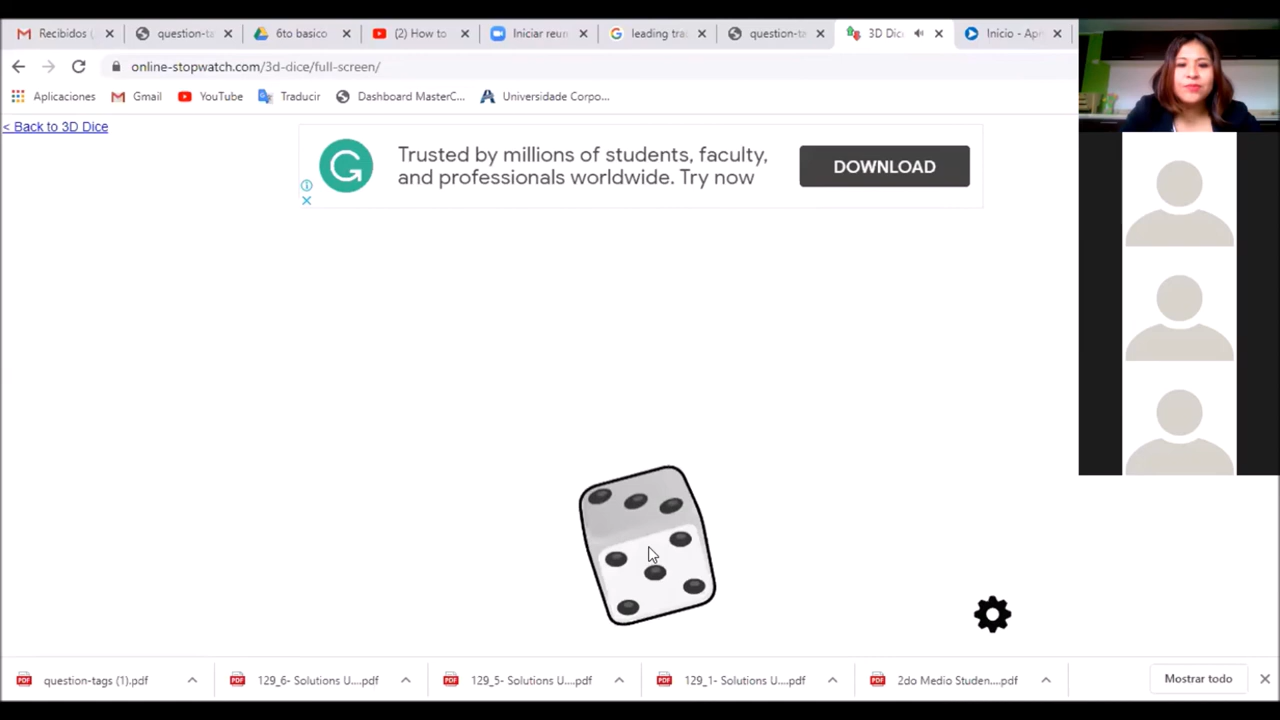 Recibidos (
question-ta
6to basico
(2) How to
Iniciar reun
leading trai
question-ta
3D Dic
Inicio - Apr
online-stopwatch.com/3d-dice/full-screen/
Aplicaciones
Gmail
YouTube
Traducir
Dashboard MasterC...
Universidade Corpo...
< Back to 3D Dice
Trusted by millions of students, faculty,
and professionals worldwide. Try now
DOWNLOAD
question-tags (1).pdf
129_6- Solutions U....pdf
129_5- Solutions U....pdf
129_1- Solutions U....pdf
2do Medio Studen....pdf
Mostrar todo